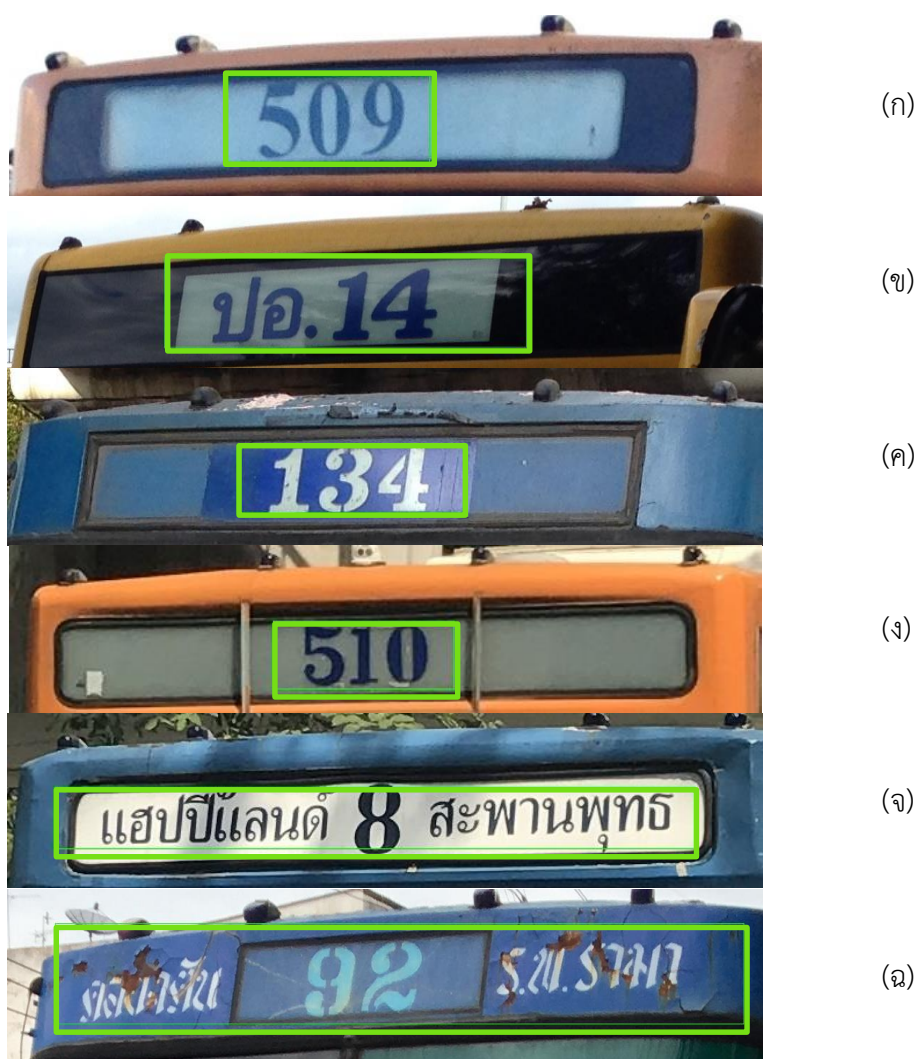 509 (ก)
ปอ.14 (ข)
134 (ค)
510 (ง)
แฮปปี้แลนด์ 8 สะพานพุทธ (จ)
92 ร.พ.รามา (ฉ)